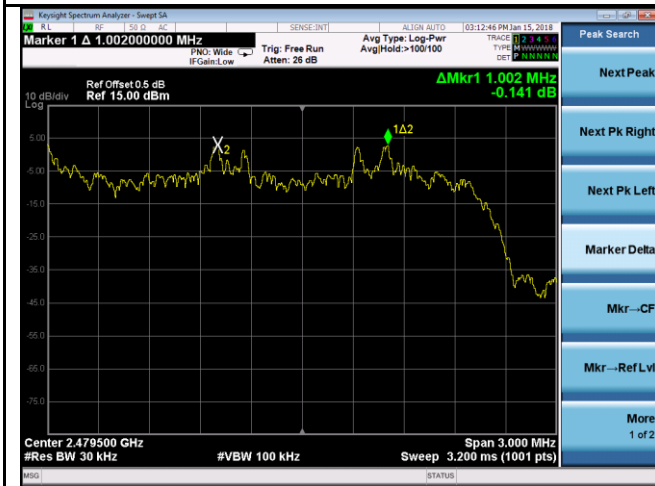 Keysight Spectrum Analyzer - Swept SA
RL RF 50 Ω AC SENSE:INT ALIGN AUTO 03:12:46 PM Jan 15, 2018
Marker 1 Δ 1.002000000 MHz
PNO: Wide
IFGain:Low
Trig: Free Run
Atten: 26 dB
Avg Type: Log-Pwr
Avg|Hold:>100/100
TRACE 1 2 3 4 5 6
TYPE M WWWWW
DET P N N N N N
Peak Search
Next Peak
Next Pk Right
Next Pk Left
Marker Delta
Mkr→CF
Mkr→Ref Lvl
More
1 of 2
ΔMkr1 1.002 MHz
-0.141 dB
Ref Offset 0.5 dB
10 dB/div Ref 15.00 dBm
Log
5.00
-5.00
-15.0
-25.0
-35.0
-45.0
-55.0
-65.0
-75.0
X2
1Δ2
Center 2.479500 GHz Span 3.000 MHz
#Res BW 30 kHz #VBW 100 kHz Sweep 3.200 ms (1001 pts)
MSG STATUS